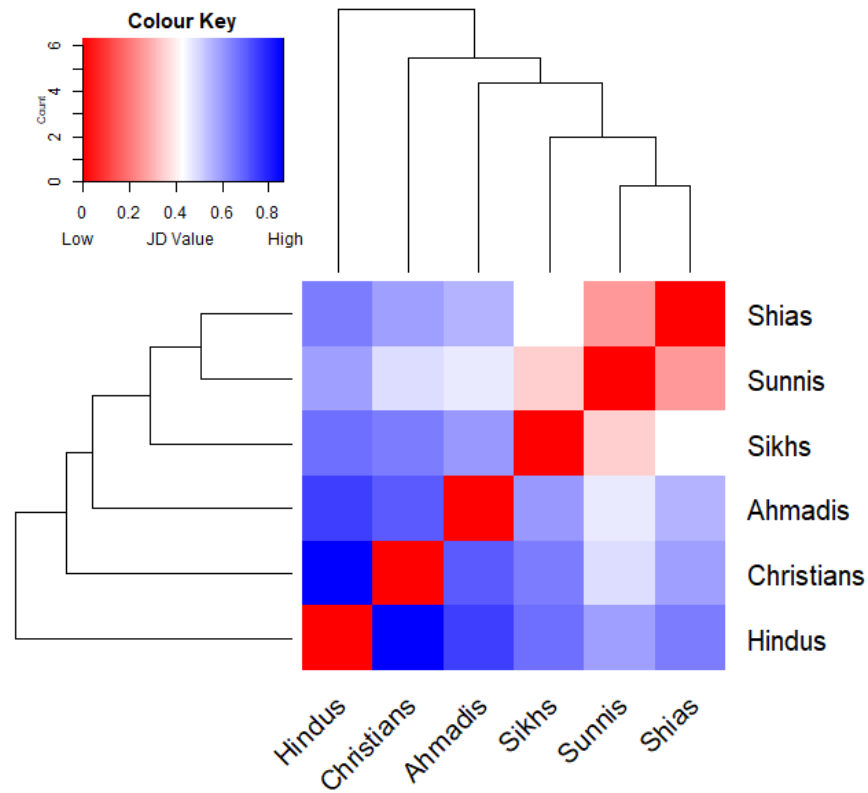 Colour Key
Count
6
4
2
0
0 0.2 0.4 0.6 0.8
Low JD Value High
Shias
Sunnis
Sikhs
Ahmadis
Christians
Hindus
Hindus Christians Ahmadis Sikhs Sunnis Shias